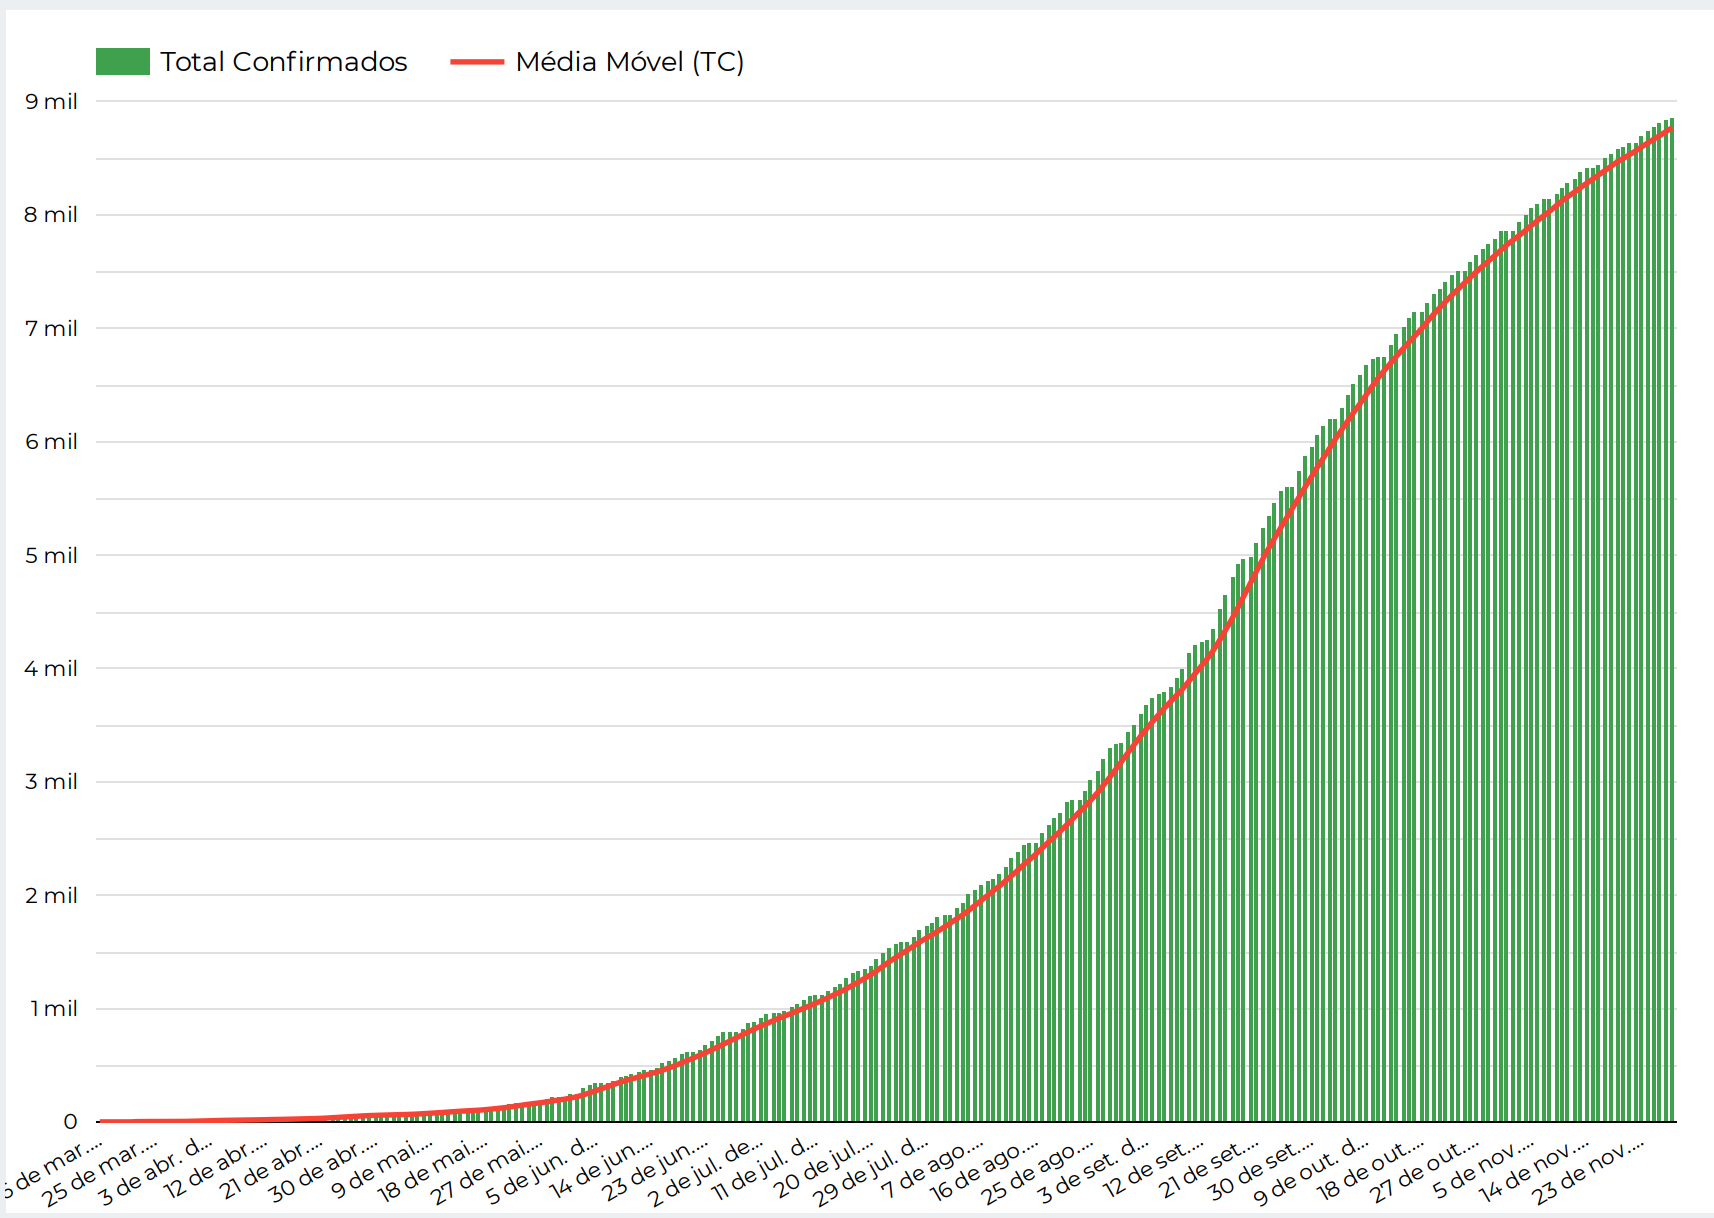 Total Confirmados Média Móvel (TC)
9 mil
8 mil
7 mil
6 mil
5 mil
4 mil
3 mil
2 mil
1 mil
0
5 de mar.…
25 de mar.…
3 de abr. d…
12 de abr.…
21 de abr.…
30 de abr.…
9 de mai.…
18 de mai.…
27 de mai.…
5 de jun. d…
14 de jun.…
23 de jun.…
2 de jul. de…
11 de jul. d…
20 de jul.…
29 de jul. d…
7 de ago.…
16 de ago.…
25 de ago.…
3 de set. d…
12 de set.…
21 de set.…
30 de set.…
9 de out. d…
18 de out.…
27 de out.…
5 de nov.…
14 de nov.…
23 de nov.…